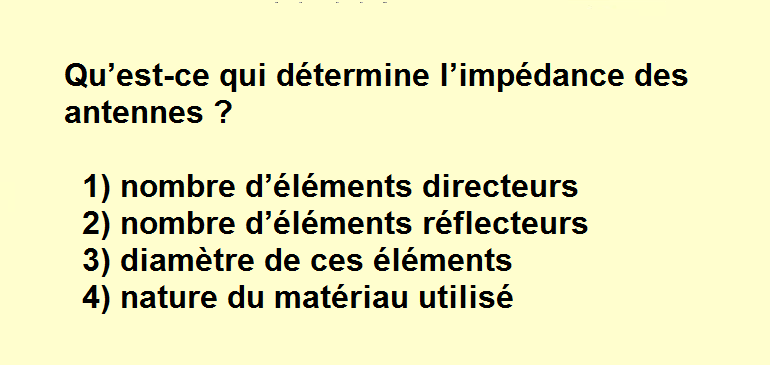 Qu’est-ce qui détermine l’impédance des
antennes ?
1) nombre d’éléments directeurs
2) nombre d’éléments réflecteurs
3) diamètre de ces éléments
4) nature du matériau utilisé